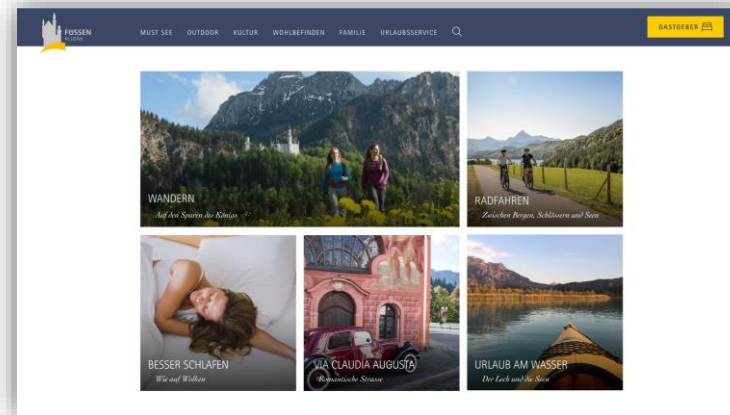 FÜSSEN
ALLGÄU
MUST SEE OUTDOOR KULTUR WOHLBEFINDEN FAMILIE URLAUBSSERVICE
GASTGEBER
WANDERN
Auf den Spuren des Königs
RADFAHREN
Zwischen Bergen, Schlössern und Seen
BESSER SCHLAFEN
Wie auf Wolken
VIA CLAUDIA AUGUSTA
Romantische Strasse
URLAUB AM WASSER
Der Lech und die Seen